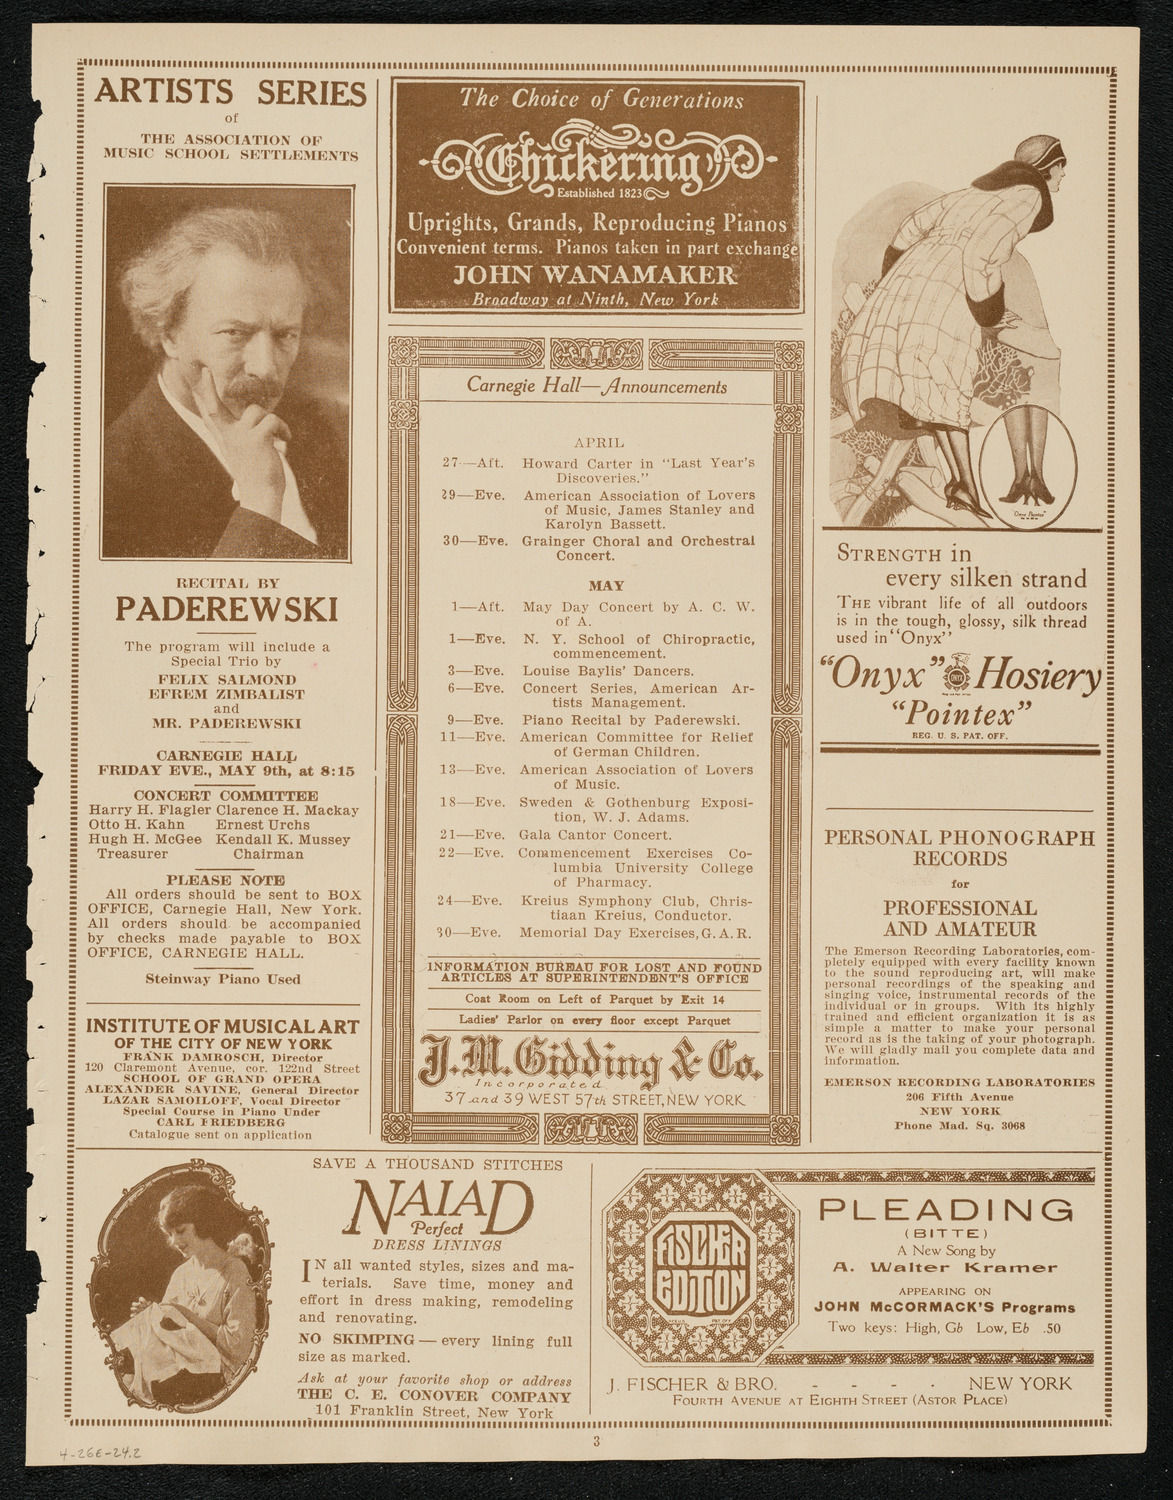 ARTISTS SERIES
of
THE ASSOCIATION OF
MUSIC SCHOOL SETTLEMENTS
RECITAL BY
PADEREWSKI
The program will include a
Special Trio by
FELIX SALMOND
EFREM ZIMBALIST
and
MR. PADEREWSKI
CARNEGIE HALL
FRIDAY EVE., MAY 9th, at 8:15
CONCERT COMMITTEE
Harry H. Flagler Clarence H. Mackay
Otto H. Kahn Ernest Urchs
Hugh H. McGee Kendall K. Mussey
Treasurer Chairman
PLEASE NOTE
All orders should be sent to BOX
OFFICE, Carnegie Hall, New York.
All orders should be accompanied
by checks made payable to BOX
OFFICE, CARNEGIE HALL.
Steinway Piano Used
INSTITUTE OF MUSICAL ART
OF THE CITY OF NEW YORK
FRANK DAMROSCH, Director
120 Claremont Avenue, cor. 122nd Street
SCHOOL OF GRAND OPERA
ALEXANDER SAVINE, General Director
LAZAR SAMOILOFF, Vocal Director
Special Course in Piano Under
CARL FRIEDBERG
Catalogue sent on application
The Choice of Generations
Chickering
Established 1823
Uprights, Grands, Reproducing Pianos
Convenient terms. Pianos taken in part exchange
JOHN WANAMAKER
Broadway at Ninth, New York
Carnegie Hall—Announcements
APRIL
27—Aft. Howard Carter in "Last Year's
Discoveries."
29—Eve. American Association of Lovers
of Music, James Stanley and
Karolyn Bassett.
30—Eve. Grainger Choral and Orchestral
Concert.
MAY
1—Aft. May Day Concert by A. C. W.
of A.
1—Eve. N. Y. School of Chiropractic,
commencement.
3—Eve. Louise Baylis' Dancers.
6—Eve. Concert Series, American Ar-
tists Management.
9—Eve. Piano Recital by Paderewski.
11—Eve. American Committee for Relief
of German Children.
13—Eve. American Association of Lovers
of Music.
18—Eve. Sweden & Gothenburg Exposi-
tion, W. J. Adams.
21—Eve. Gala Cantor Concert.
22—Eve. Commencement Exercises Co-
lumbia University College
of Pharmacy.
24—Eve. Kreius Symphony Club, Chris-
tiaan Kreius, Conductor.
30—Eve. Memorial Day Exercises, G. A. R.
INFORMATION BUREAU FOR LOST AND FOUND
ARTICLES AT SUPERINTENDENT'S OFFICE
Coat Room on Left of Parquet by Exit 14
Ladies' Parlor on every floor except Parquet
J. M. Gidding & Co.
Incorporated
37 and 39 WEST 57th STREET, NEW YORK
"Onyx Pointex"
STRENGTH in
every silken strand
THE vibrant life of all outdoors
is in the tough, glossy, silk thread
used in "Onyx"
"Onyx" ONYX Hosiery
"Pointex"
REG. U. S. PAT. OFF.
PERSONAL PHONOGRAPH
RECORDS
for
PROFESSIONAL
AND AMATEUR
The Emerson Recording Laboratories, com-
pletely equipped with every facility known
to the sound reproducing art, will make
personal recordings of the speaking and
singing voice, instrumental records of the
individual or in groups. With its highly
trained and efficient organization it is as
simple a matter to make your personal
record as is the taking of your photograph.
We will gladly mail you complete data and
information.
EMERSON RECORDING LABORATORIES
206 Fifth Avenue
NEW YORK
Phone Mad. Sq. 3068
SAVE A THOUSAND STITCHES
NAIAD
Perfect
DRESS LININGS
IN all wanted styles, sizes and ma-
terials. Save time, money and
effort in dress making, remodeling
and renovating.
NO SKIMPING — every lining full
size as marked.
Ask at your favorite shop or address
THE C. E. CONOVER COMPANY
101 Franklin Street, New York
FISCHER
EDITION
PLEADING
(BITTE)
A New Song by
A. Walter Kramer
APPEARING ON
JOHN McCORMACK'S Programs
Two keys: High, Gb Low, Eb .50
J. FISCHER & BRO. - - - - NEW YORK
FOURTH AVENUE AT EIGHTH STREET (ASTOR PLACE)
3
4-26E-24.2